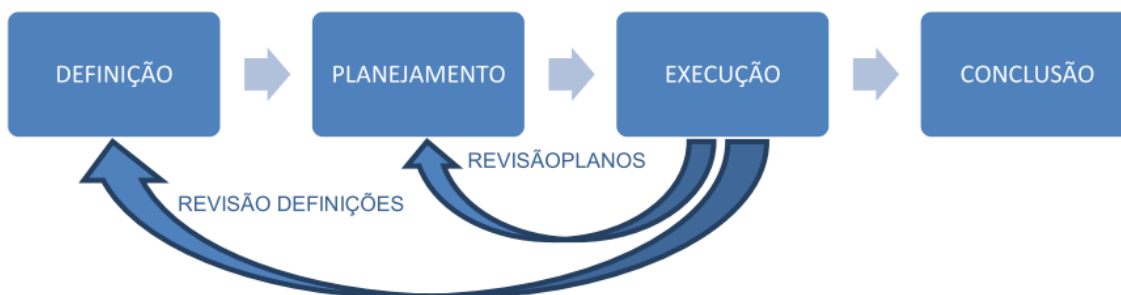 DEFINIÇÃO
PLANEJAMENTO
EXECUÇÃO
CONCLUSÃO
REVISÃOPLANOS
REVISÃO DEFINIÇÕES